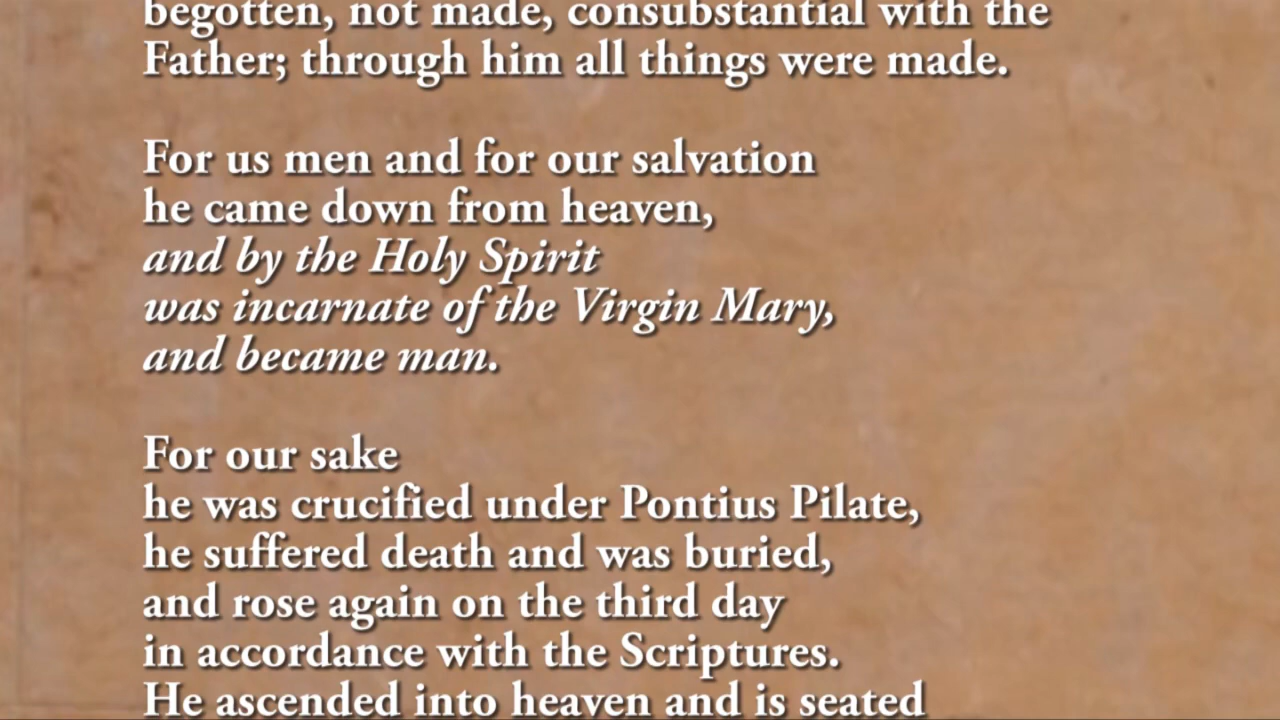 begotten, not made, consubstantial with the
Father; through him all things were made.
For us men and for our salvation
he came down from heaven,
and by the Holy Spirit
was incarnate of the Virgin Mary,
and became man.
For our sake
he was crucified under Pontius Pilate,
he suffered death and was buried,
and rose again on the third day
in accordance with the Scriptures.
He ascended into heaven and is seated